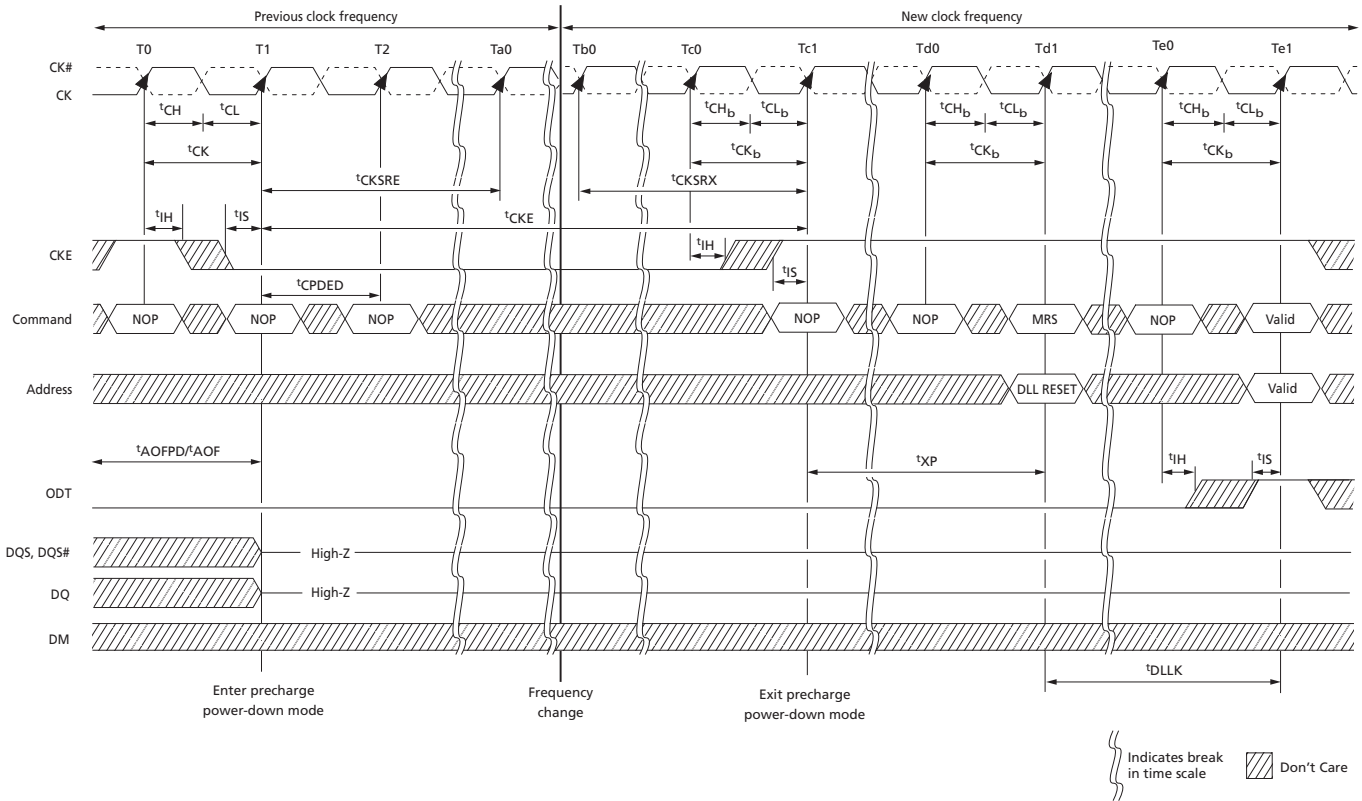 Previous clock frequency
New clock frequency
T0 T1 T2 Ta0 Tb0 Tc0 Tc1 Td0 Td1 Te0 Te1
CK#
CK
tCH tCL tCHb tCLb tCHb tCLb tCHb tCLb
tCK tCKb tCKb tCKb
tCKSRE tCKSRX
tIH tIS tCKE
CKE
tIH
tIS
tCPDED
Command NOP NOP NOP NOP NOP MRS NOP Valid
Address DLL RESET Valid
tAOFPD/tAOF tXP tIH tIS
ODT
DQS, DQS# High-Z
DQ High-Z
DM
tDLLK
Enter precharge
power-down mode
Frequency
change
Exit precharge
power-down mode
Indicates break
in time scale
Don't Care